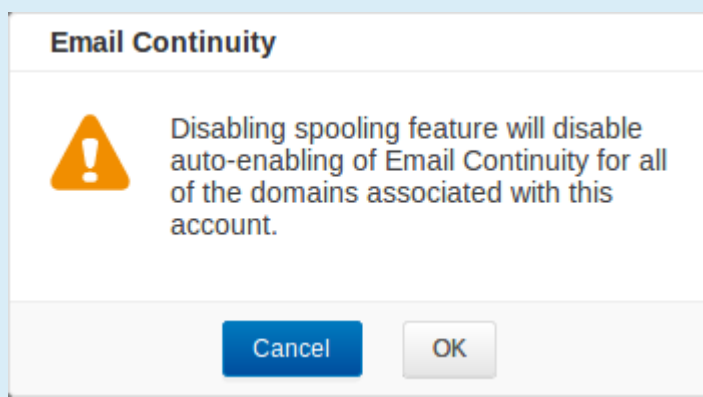 Email Continuity
Disabling spooling feature will disable
auto-enabling of Email Continuity for all
of the domains associated with this
account.
Cancel
OK